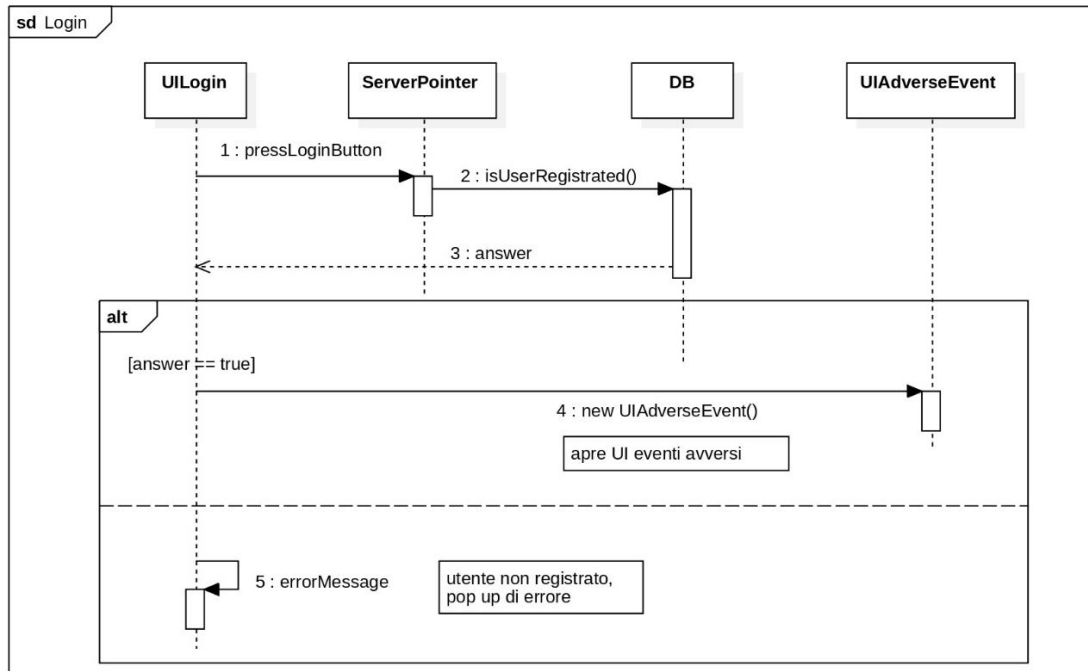 sd Login
UILogin
ServerPointer
DB
UIAdverseEvent
1 : pressLoginButton
2 : isUserRegistrated()
3 : answer
alt
[answer == true]
4 : new UIAdverseEvent()
apre UI eventi avversi
5 : errorMessage
utente non registrato,
pop up di errore